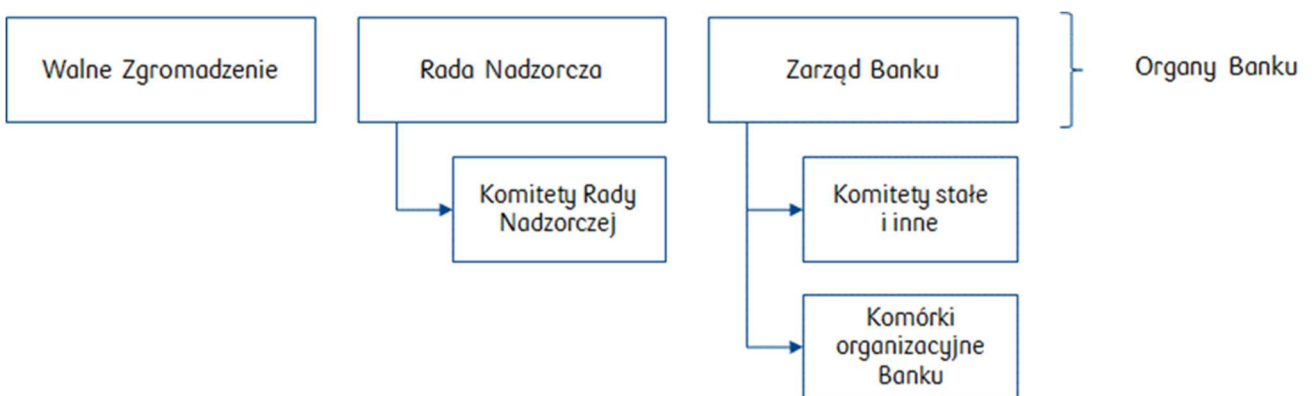 Walne Zgromadzenie
Rada Nadzorcza
Zarząd Banku
Organy Banku
Komitety Rady
Nadzorczej
Komitety stałe
i inne
Komórki
organizacyjne
Banku